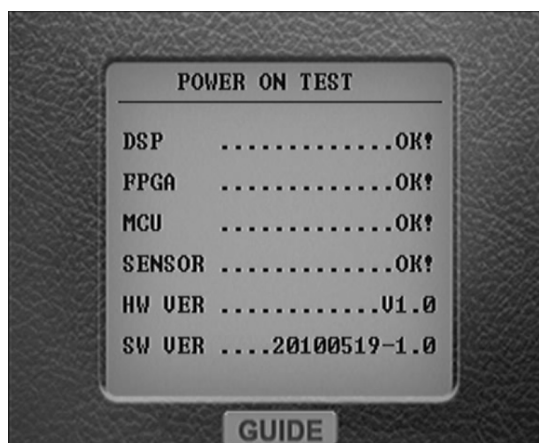 POWER ON TEST
DSP .............OK!
FPGA .............OK!
MCU .............OK!
SENSOR .............OK!
HW VER ............V1.0
SW VER ....20100519-1.0
GUIDE